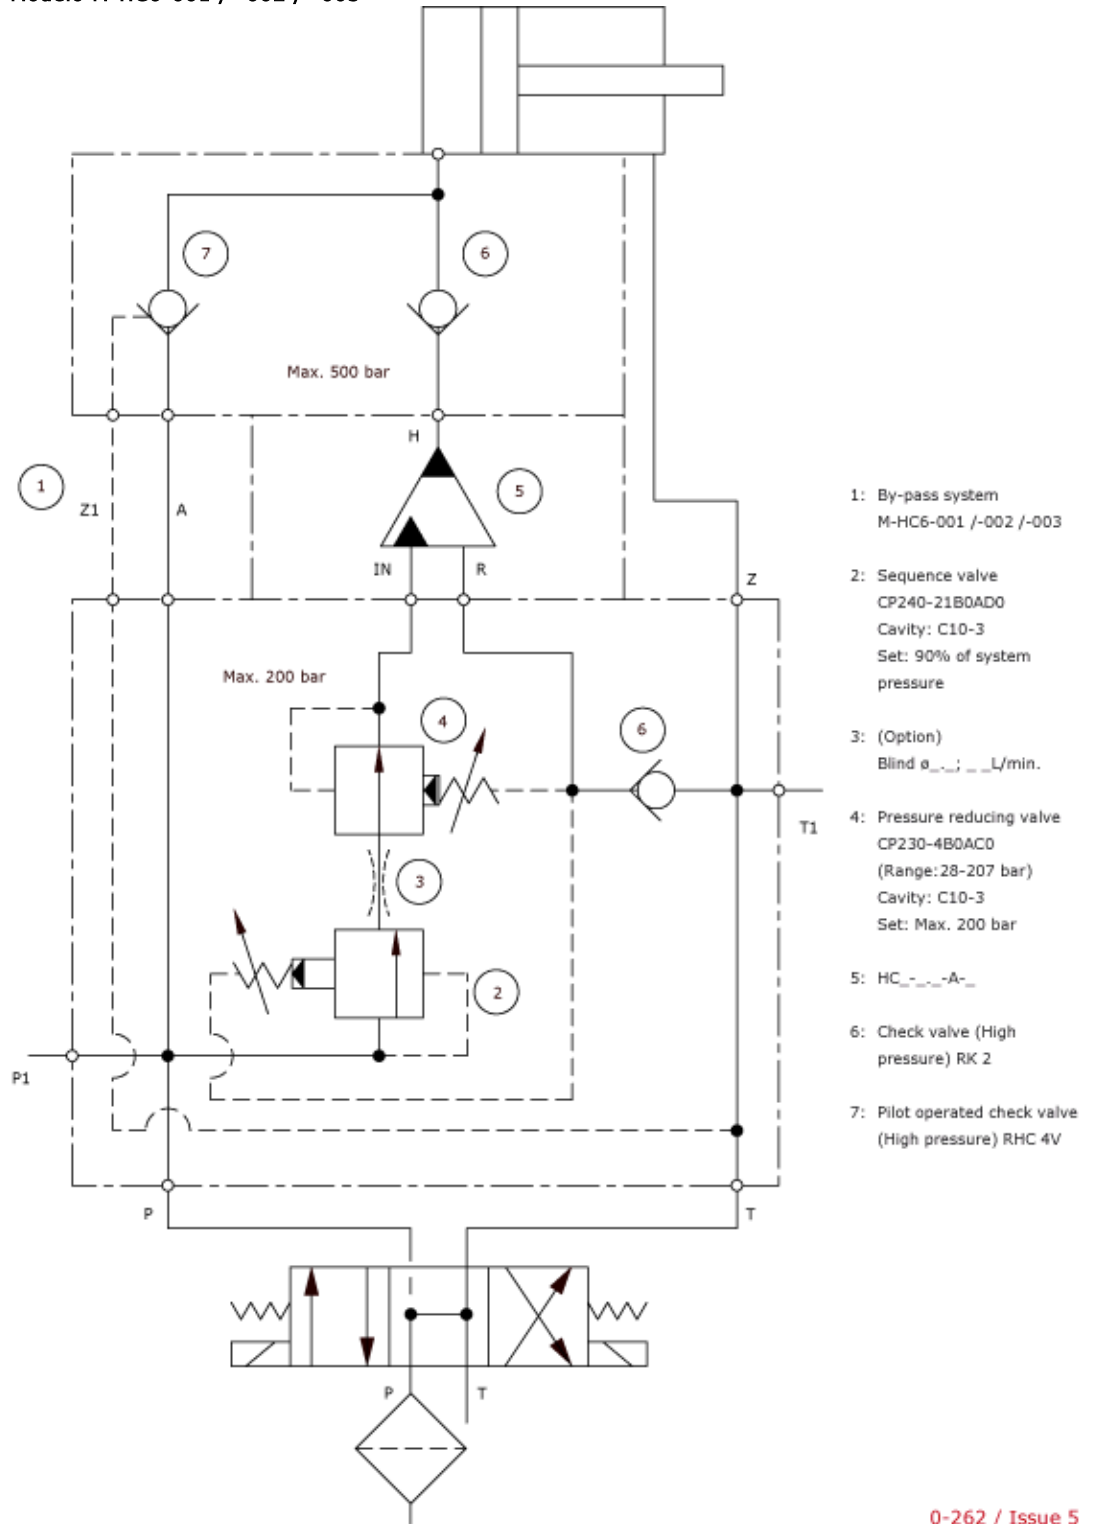 7
6
Max. 500 bar
H
1
5
Z1
A
IN
R
Z
Max. 200 bar
4
6
T1
3
2
P1
P
T
P
T
1: By-pass system
M-HC6-001 /-002 /-003
2: Sequence valve
CP240-21B0AD0
Cavity: C10-3
Set: 90% of system
pressure
3: (Option)
Blind ø_._; _ _L/min.
4: Pressure reducing valve
CP230-4B0AC0
(Range:28-207 bar)
Cavity: C10-3
Set: Max. 200 bar
5: HC_-_._-A-_
6: Check valve (High
pressure) RK 2
7: Pilot operated check valve
(High pressure) RHC 4V
0-262 / Issue 5